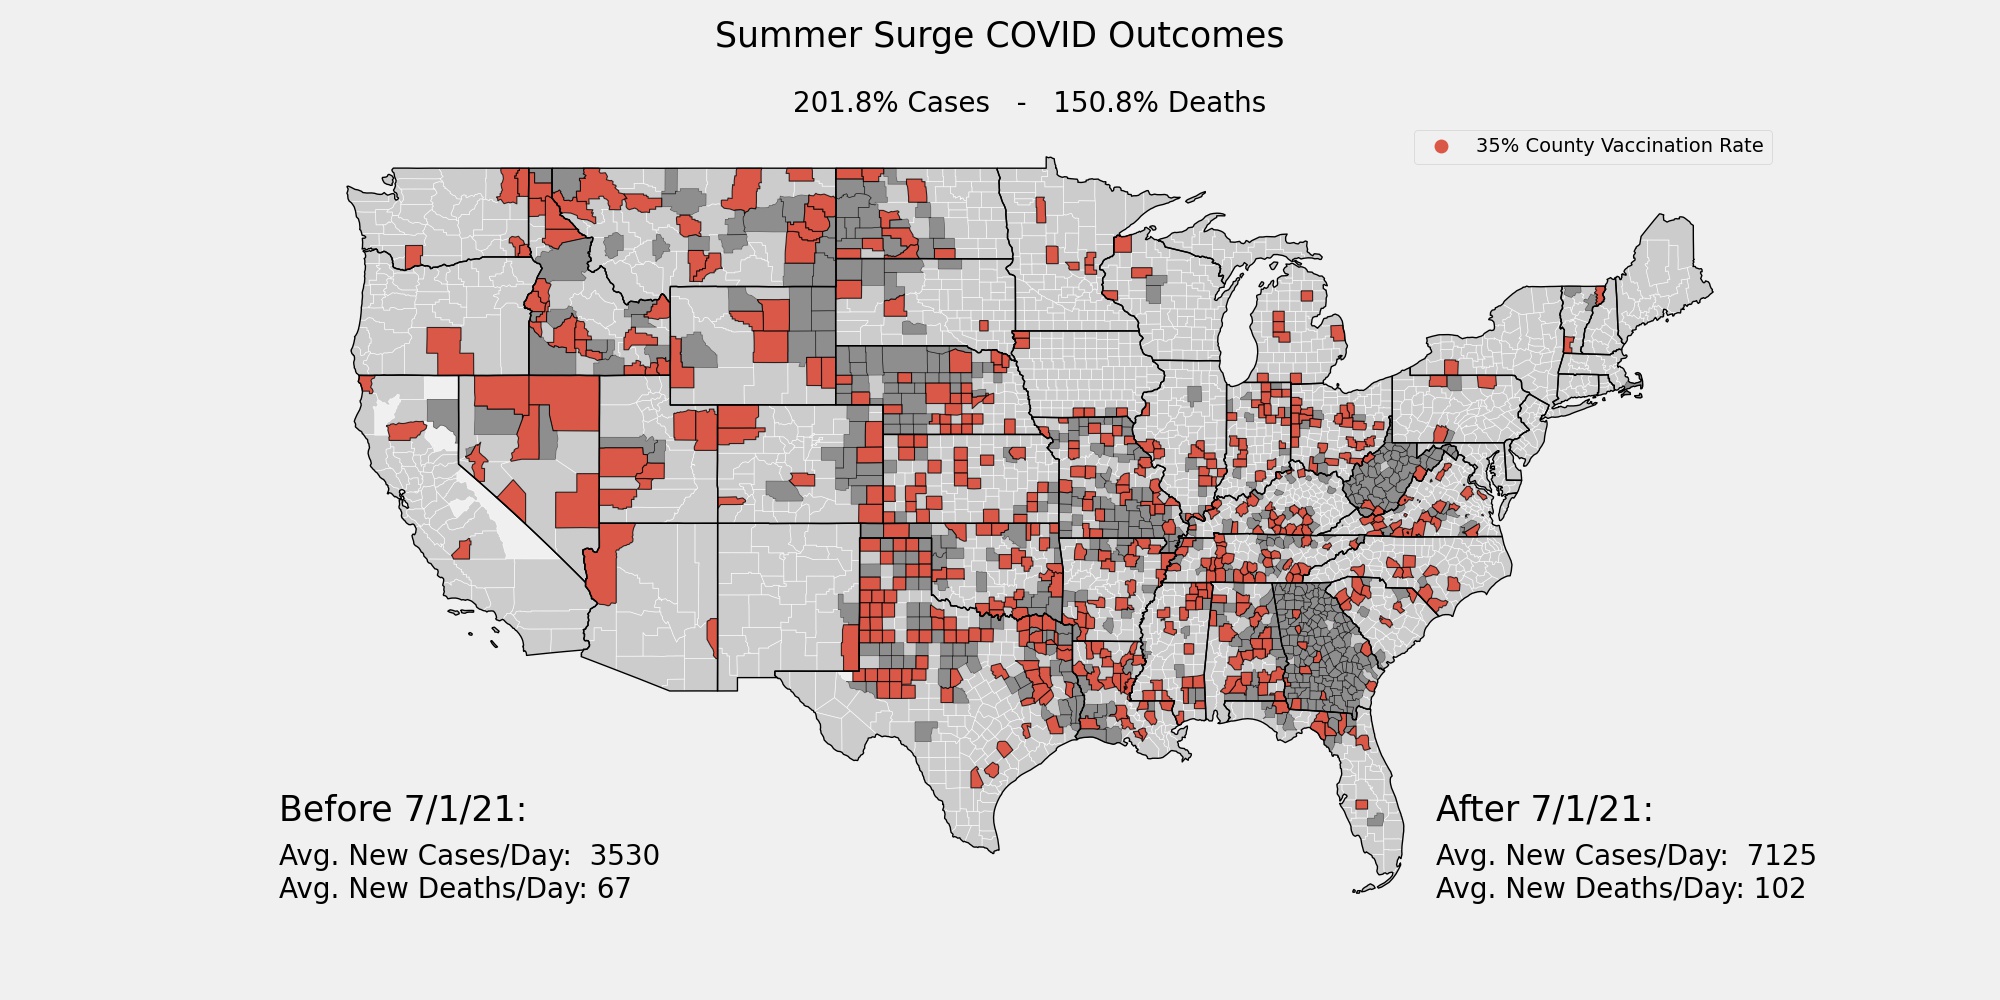 Summer Surge COVID Outcomes
201.8% Cases - 150.8% Deaths
35% County Vaccination Rate
Before 7/1/21:
Avg. New Cases/Day: 3530
Avg. New Deaths/Day: 67
After 7/1/21:
Avg. New Cases/Day: 7125
Avg. New Deaths/Day: 102